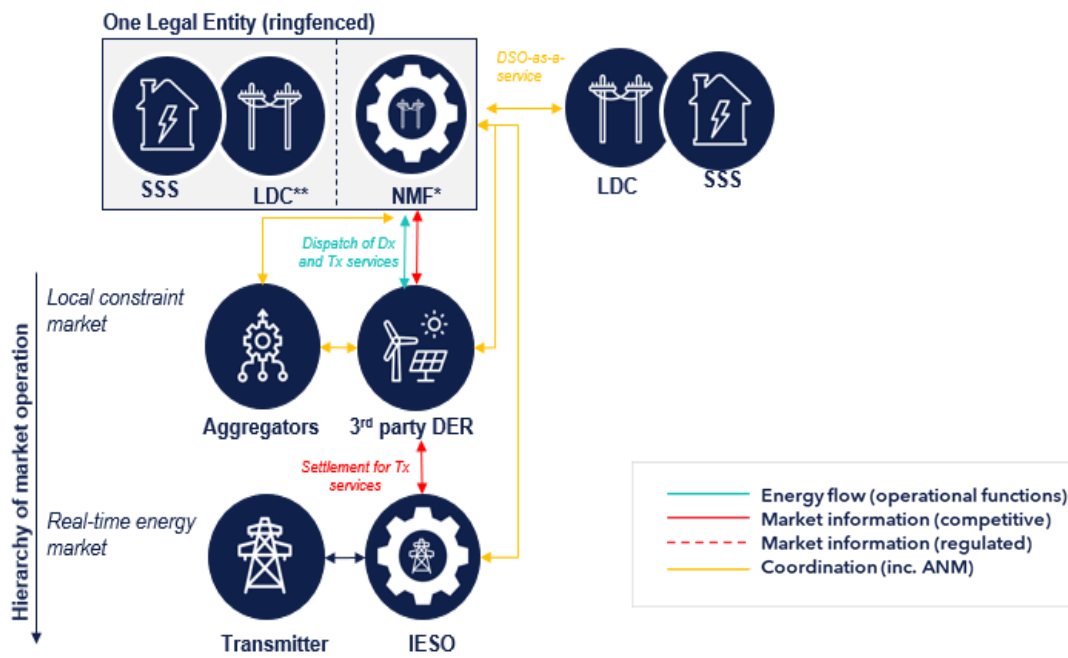 One Legal Entity (ringfenced)
DSO-as-a-
service
SSS
LDC**
NMF*
LDC
SSS
Dispatch of Dx
and Tx services
Hierarchy of market operation
Local constraint
market
Aggregators
3rd party DER
Settlement for Tx
services
Real-time energy
market
Transmitter
IESO
Energy flow (operational functions)
Market information (competitive)
Market information (regulated)
Coordination (inc. ANM)